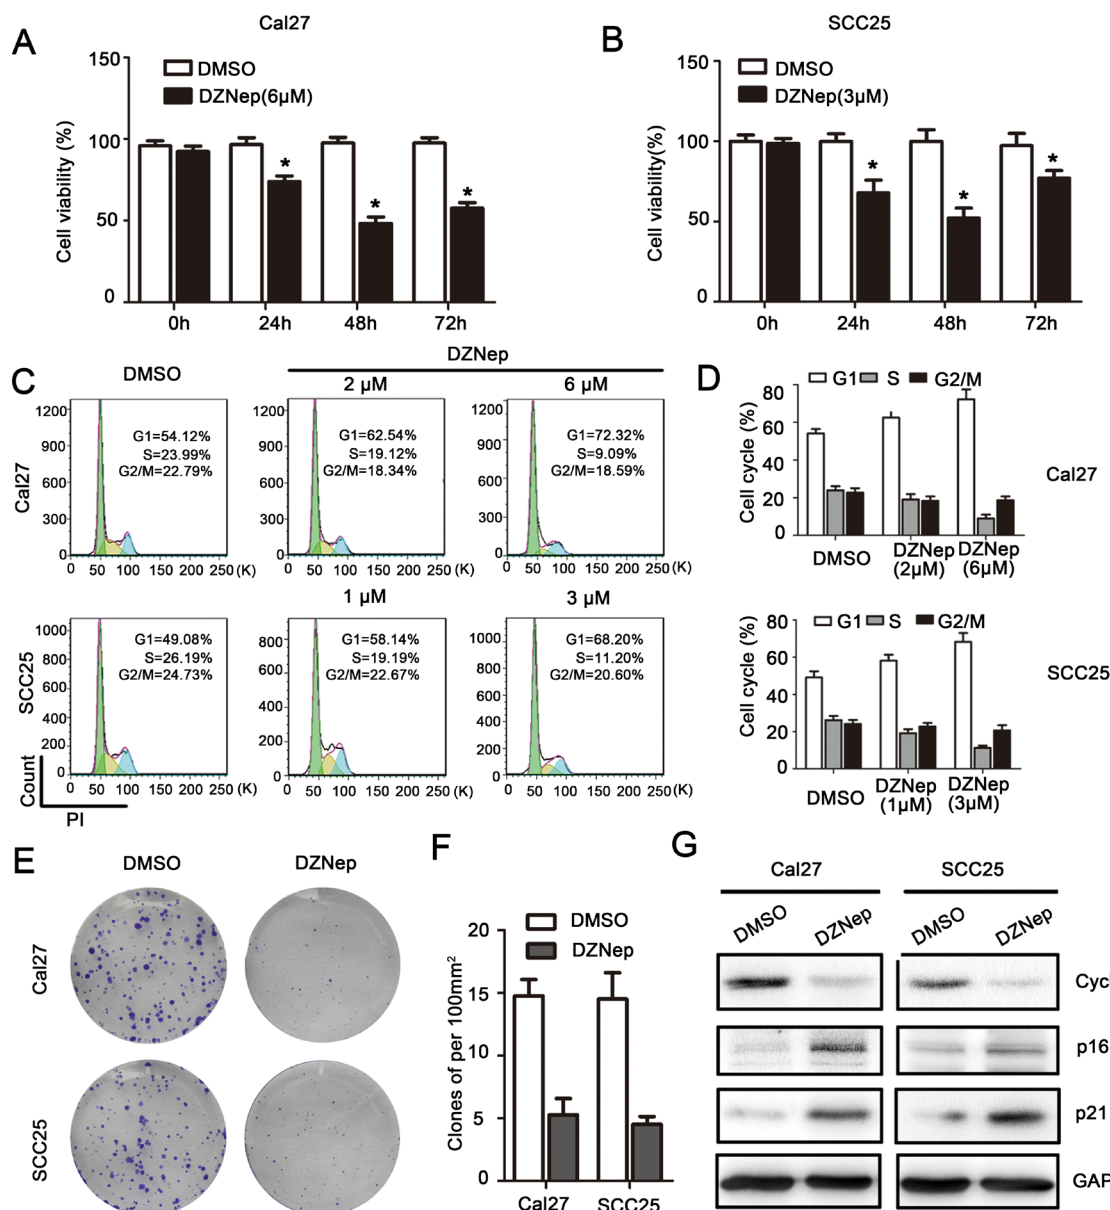 Cal27
SCC25
A
B
150
100
50
0
Cell viability (%)
DMSO
DZNep(6μM)
*
*
*
0h
24h
48h
72h
150
100
50
0
Cell viability(%)
DMSO
DZNep(3μM)
*
*
*
0h
24h
48h
72h
C
DMSO
DZNep
2 μM
6 μM
Cal27
1200
900
600
300
0
G1=54.12%
S=23.99%
G2/M=22.79%
0 50 100 150 200 250 (K)
1200
900
600
300
0
G1=62.54%
S=19.12%
G2/M=18.34%
0 50 100 150 200 250 (K)
1200
900
600
300
0
G1=72.32%
S=9.09%
G2/M=18.59%
0 50 100 150 200 250 (K)
1 μM
3 μM
SCC25
1000
800
600
400
200
0
G1=49.08%
S=26.19%
G2/M=24.73%
0 50 100 150 200 250 (K)
1000
800
600
400
200
0
G1=58.14%
S=19.19%
G2/M=22.67%
0 50 100 150 200 250 (K)
1000
800
600
400
200
0
G1=68.20%
S=11.20%
G2/M=20.60%
0 50 100 150 200 250 (K)
Count
PI
D
G1 S G2/M
80
60
40
20
0
Cell cycle (%)
Cal27
DMSO
DZNep
(2μM)
DZNep
(6μM)
G1 S G2/M
80
60
40
20
0
Cell cycle (%)
SCC25
DMSO
DZNep
(1μM)
DZNep
(3μM)
E
DMSO
DZNep
Cal27
SCC25
F
DMSO
DZNep
20
15
10
5
0
Clones of per 100mm²
Cal27
SCC25
G
Cal27
SCC25
DMSO
DZNep
DMSO
DZNep
Cycl
p16
p21
GAP